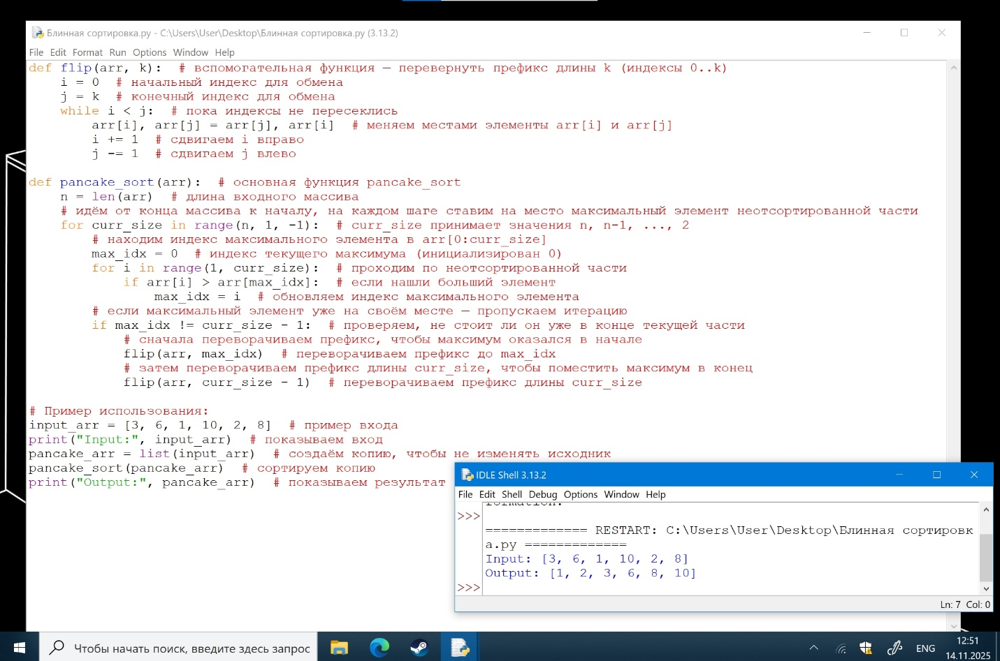 Блинная сортировка.py - C:\Users\User\Desktop\Блинная сортировка.py (3.13.2)
File Edit Format Run Options Window Help
def flip(arr, k):  # вспомогательная функция — перевернуть префикс длины k (индексы 0..k)
    i = 0  # начальный индекс для обмена
    j = k  # конечный индекс для обмена
    while i < j:  # пока индексы не пересеклись
        arr[i], arr[j] = arr[j], arr[i]  # меняем местами элементы arr[i] и arr[j]
        i += 1  # сдвигаем i вправо
        j -= 1  # сдвигаем j влево
def pancake_sort(arr):  # основная функция pancake_sort
    n = len(arr)  # длина входного массива
    # идём от конца массива к началу, на каждом шаге ставим на место максимальный элемент неотсортированной части
    for curr_size in range(n, 1, -1):  # curr_size принимает значения n, n-1, ..., 2
        # находим индекс максимального элемента в arr[0:curr_size]
        max_idx = 0  # индекс текущего максимума (инициализирован 0)
        for i in range(1, curr_size):  # проходим по неотсортированной части
            if arr[i] > arr[max_idx]:  # если нашли больший элемент
                max_idx = i  # обновляем индекс максимального элемента
        # если максимальный элемент уже на своём месте — пропускаем итерацию
        if max_idx != curr_size - 1:  # проверяем, не стоит ли он уже в конце текущей части
            # сначала переворачиваем префикс, чтобы максимум оказался в начале
            flip(arr, max_idx)  # переворачиваем префикс до max_idx
            # затем переворачиваем префикс длины curr_size, чтобы поместить максимум в конец
            flip(arr, curr_size - 1)  # переворачиваем префикс длины curr_size
# Пример использования:
input_arr = [3, 6, 1, 10, 2, 8]  # пример входа
print("Input:", input_arr)  # показываем вход
pancake_arr = list(input_arr)  # создаём копию, чтобы не изменять исходник
pancake_sort(pancake_arr)  # сортируем копию
print("Output:", pancake_arr)  # показываем результат
IDLE Shell 3.13.2
File Edit Shell Debug Options Window Help
formation.
>>>
============= RESTART: C:\Users\User\Desktop\Блинная сортировк
а.py =============
Input: [3, 6, 1, 10, 2, 8]
Output: [1, 2, 3, 6, 8, 10]
>>>
Ln: 7 Col: 0
Чтобы начать поиск, введите здесь запрос
ENG
12:51
14.11.2025